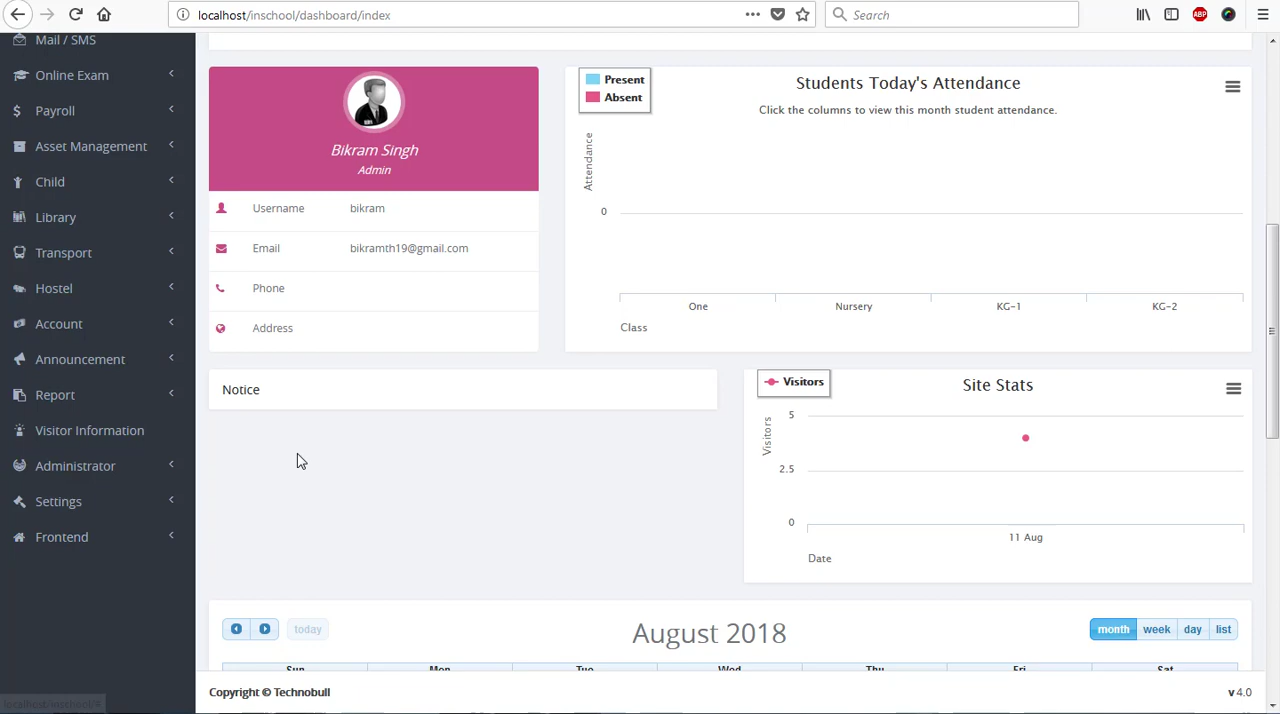 localhost/inschool/dashboard/index
Search
ABP
Mail / SMS
Online Exam
Payroll
Asset Management
Child
Library
Transport
Hostel
Account
Announcement
Report
Visitor Information
Administrator
Settings
Frontend
Bikram Singh
Admin
Username bikram
Email bikramth19@gmail.com
Phone
Address
Present
Absent
Students Today's Attendance
Click the columns to view this month student attendance.
Attendance
0
One Nursery KG-1 KG-2
Class
Notice
Visitors
Site Stats
Visitors
5
2.5
0
11 Aug
Date
today
August 2018
month week day list
Sun Mon Tue Wed Thu Fri Sat
Copyright © Technobull
v 4.0
localhost/inschool/#